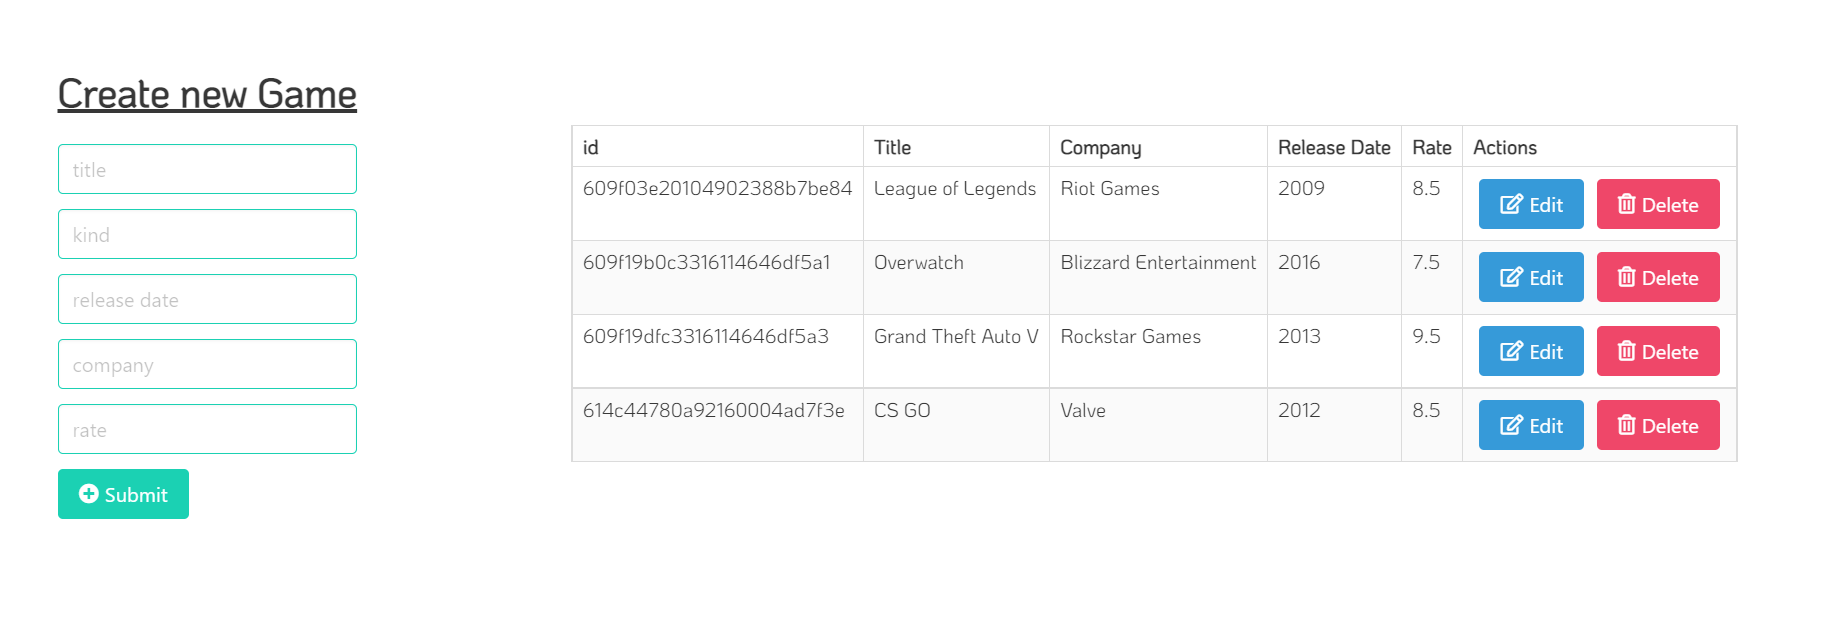 Create new Game
title
kind
release date
company
rate
Submit
id Title Company Release Date Rate Actions
609f03e20104902388b7be84 League of Legends Riot Games 2009 8.5 Edit Delete
609f19b0c3316114646df5a1 Overwatch Blizzard Entertainment 2016 7.5 Edit Delete
609f19dfc3316114646df5a3 Grand Theft Auto V Rockstar Games 2013 9.5 Edit Delete
614c44780a92160004ad7f3e CS GO Valve 2012 8.5 Edit Delete